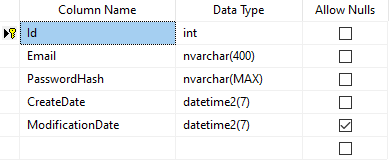 Column Name Data Type Allow Nulls
Id int
Email nvarchar(400)
PasswordHash nvarchar(MAX)
CreateDate datetime2(7)
ModificationDate datetime2(7)